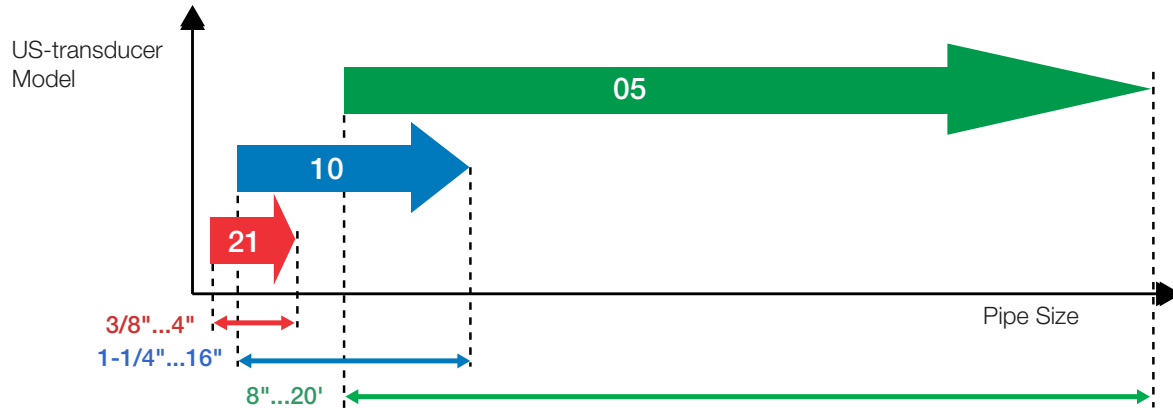 US-transducer
Model
05
10
21
Pipe Size
3/8"...4"
1-1/4"...16"
8"...20'